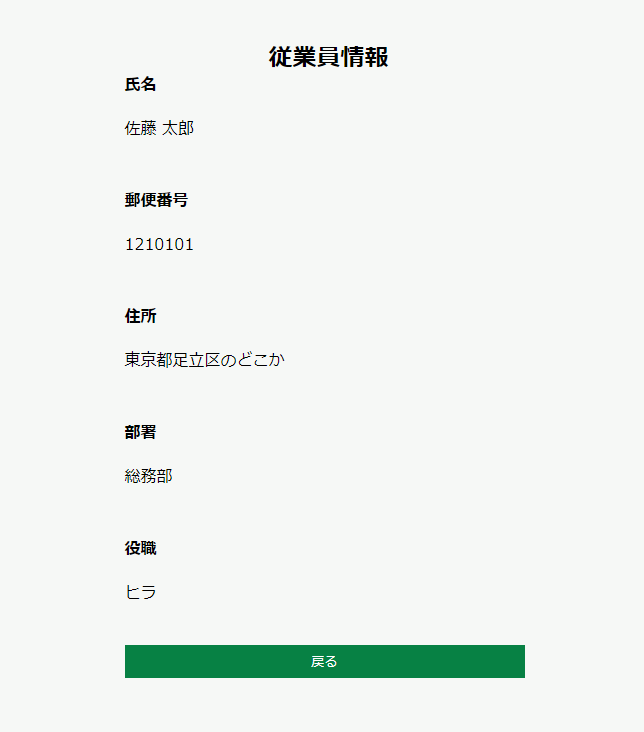 従業員情報
氏名
佐藤 太郎
郵便番号
1210101
住所
東京都足立区のどこか
部署
総務部
役職
ヒラ
戻る